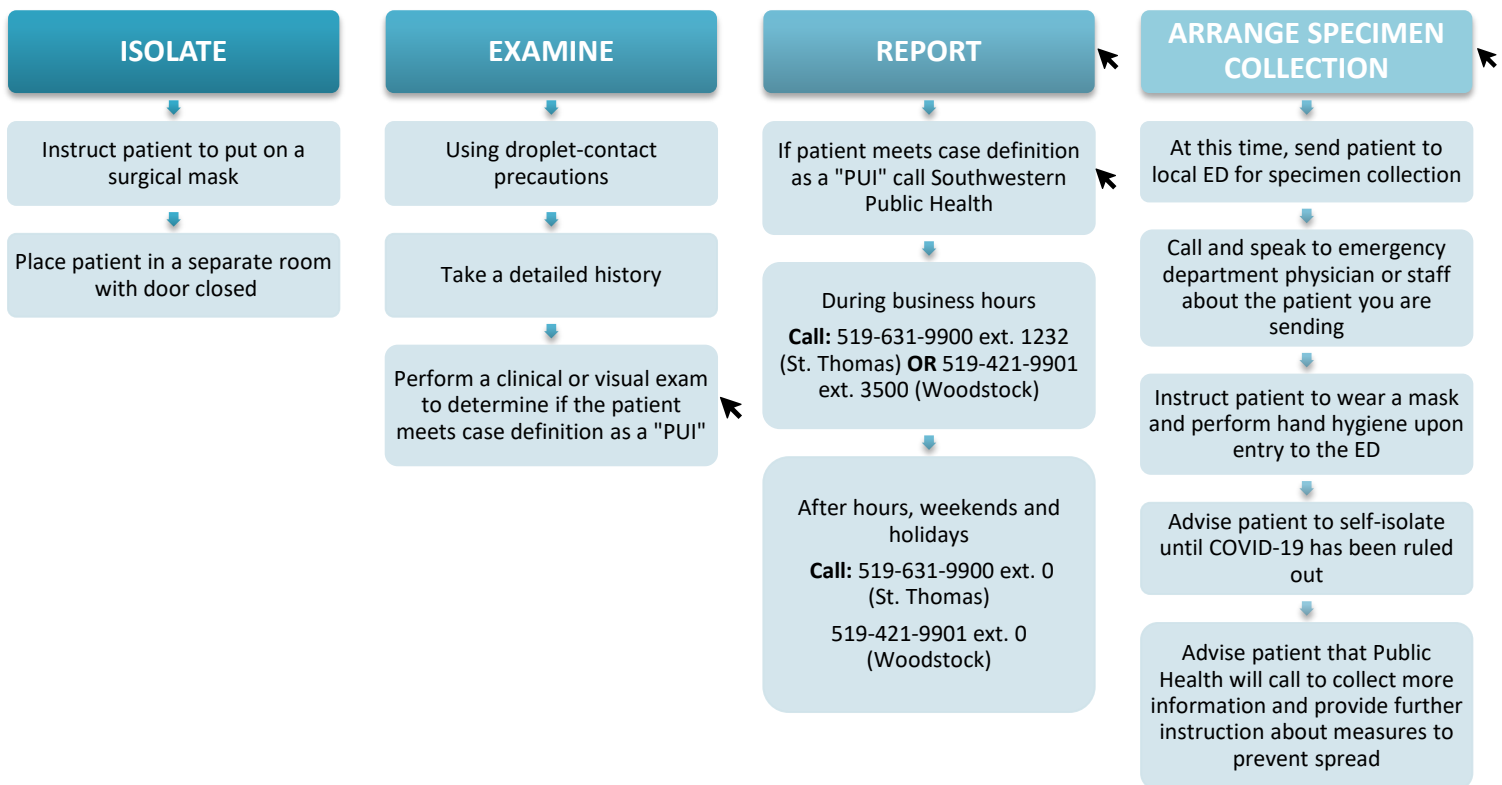 ISOLATE
Instruct patient to put on a
surgical mask
Place patient in a separate room
with door closed
EXAMINE
Using droplet-contact
precautions
Take a detailed history
Perform a clinical or visual exam
to determine if the patient
meets case definition as a "PUI"
REPORT
If patient meets case definition
as a "PUI" call Southwestern
Public Health
During business hours
Call: 519-631-9900 ext. 1232
(St. Thomas) OR 519-421-9901
ext. 3500 (Woodstock)
After hours, weekends and
holidays
Call: 519-631-9900 ext. 0
(St. Thomas)
519-421-9901 ext. 0
(Woodstock)
ARRANGE SPECIMEN
COLLECTION
At this time, send patient to
local ED for specimen collection
Call and speak to emergency
department physician or staff
about the patient you are
sending
Instruct patient to wear a mask
and perform hand hygiene upon
entry to the ED
Advise patient to self-isolate
until COVID-19 has been ruled
out
Advise patient that Public
Health will call to collect more
information and provide further
instruction about measures to
prevent spread